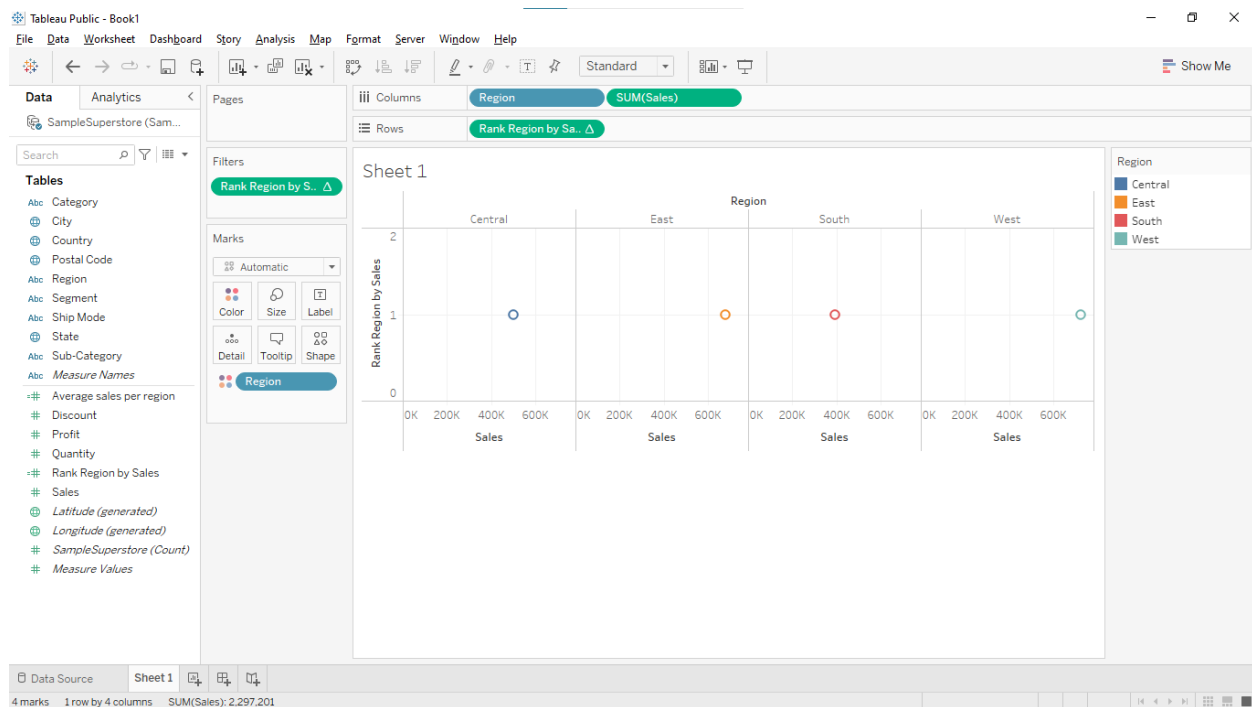 Tableau Public - Book1
File Data Worksheet Dashboard Story Analysis Map Format Server Window Help
Standard
Show Me
Data Analytics
SampleSuperstore (Sam...
Search
Tables
Abc Category
City
Country
Postal Code
Abc Region
Abc Segment
Abc Ship Mode
State
Abc Sub-Category
Abc Measure Names
=# Average sales per region
# Discount
# Profit
# Quantity
=# Rank Region by Sales
# Sales
Latitude (generated)
Longitude (generated)
# SampleSuperstore (Count)
# Measure Values
Pages
Filters
Rank Region by S.. Δ
Marks
Automatic
Color Size Label
Detail Tooltip Shape
Region
Columns Region SUM(Sales)
Rows Rank Region by Sa.. Δ
Sheet 1
Region
Central East South West
2
1
0
Rank Region by Sales
0K 200K 400K 600K 0K 200K 400K 600K 0K 200K 400K 600K 0K 200K 400K 600K
Sales Sales Sales Sales
Region
Central
East
South
West
Data Source Sheet 1
4 marks 1 row by 4 columns SUM(Sales): 2,297,201